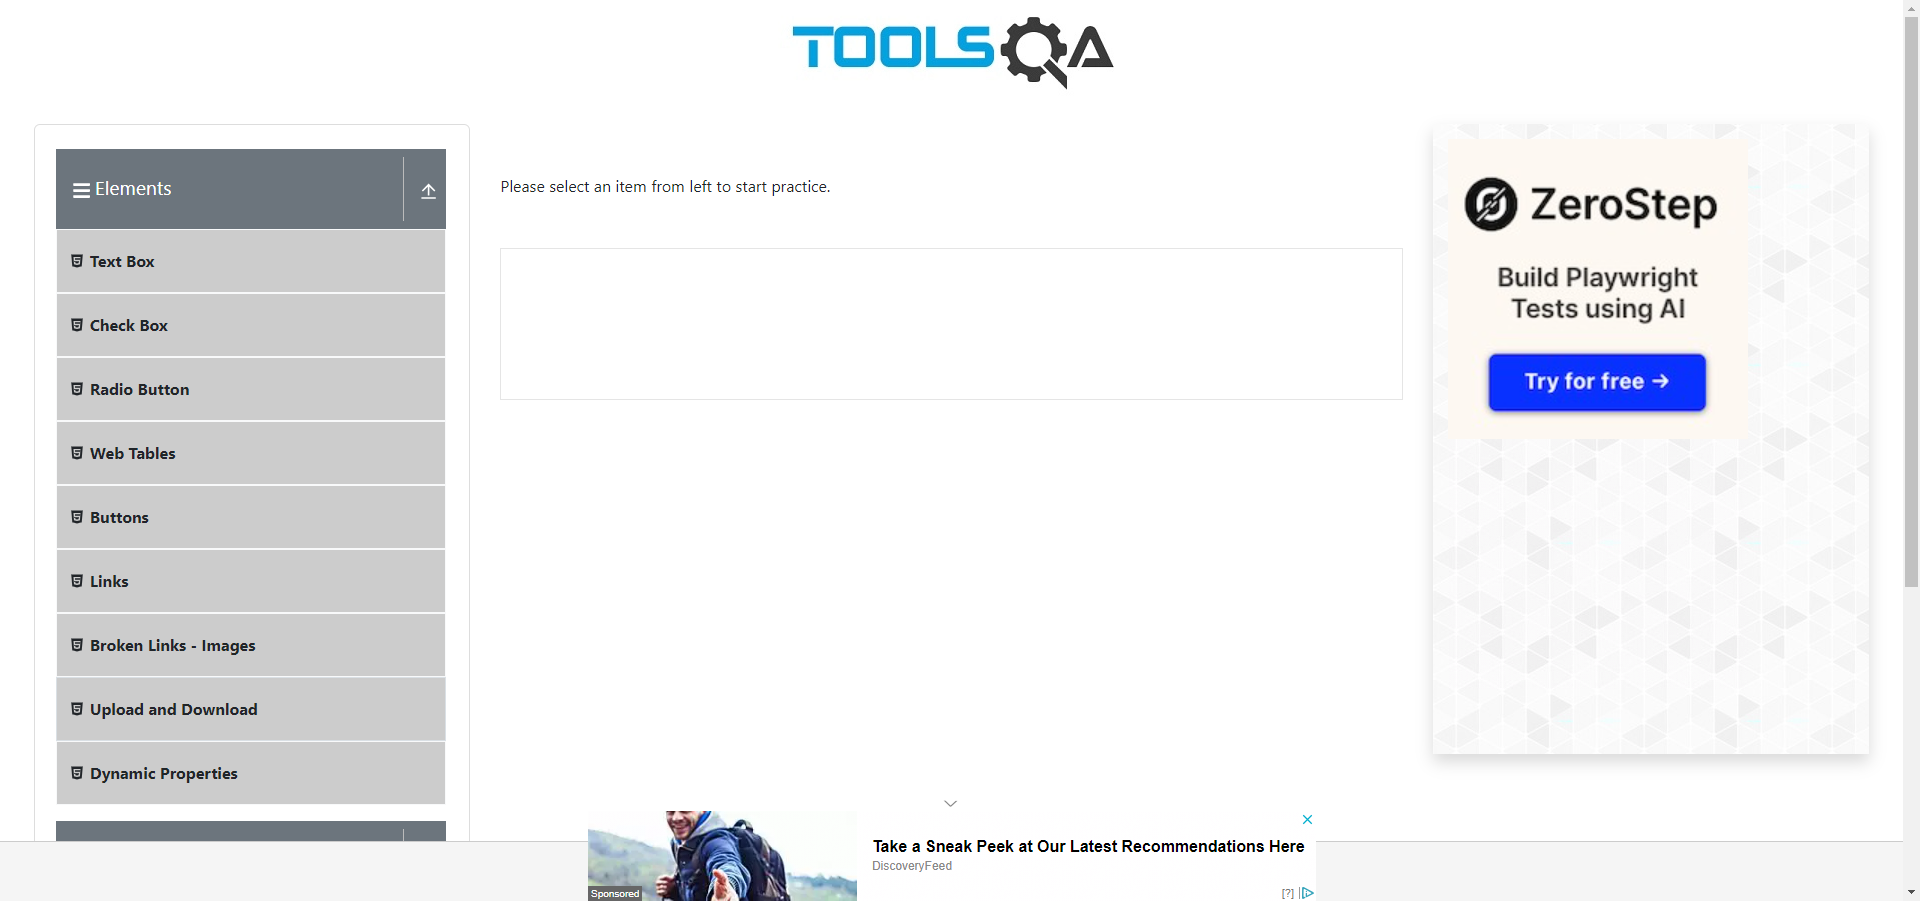 TOOLSQA
Elements
Text Box
Check Box
Radio Button
Web Tables
Buttons
Links
Broken Links - Images
Upload and Download
Dynamic Properties
Please select an item from left to start practice.
ZeroStep
Build Playwright
Tests using AI
Try for free →
Sponsored
Take a Sneak Peek at Our Latest Recommendations Here
DiscoveryFeed
[?]